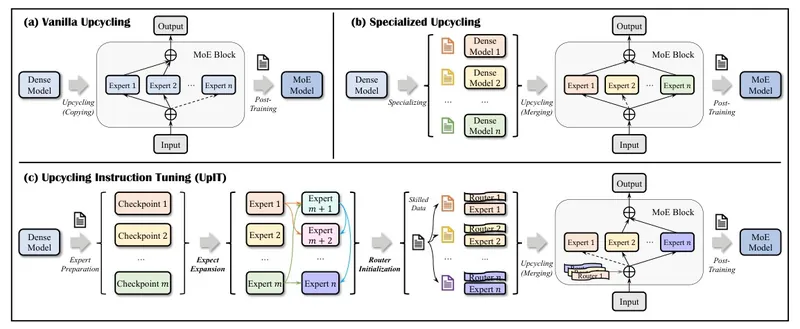 (a) Vanilla Upcycling
Output
MoE Block
Dense
Model
Upcycling
(Copying)
Expert 1
Expert 2
...
Expert n
Post-
Training
MoE
Model
Input
(b) Specialized Upcycling
Output
MoE Block
Dense
Model
Specializing
Dense
Model 1
Dense
Model 2
...
...
Dense
Model n
Upcycling
(Merging)
Expert 1
Expert 2
...
Expert n
Post-
Training
MoE
Model
Input
(c) Upcycling Instruction Tuning (UpIT)
Dense
Model
Expert
Preparation
Checkpoint 1
Checkpoint 2
...
Checkpoint m
Expect
Expansion
Expert 1
Expert 2
...
Expert m
Expert
m + 1
Expert
m + 2
...
Expert n
Router
Initialization
Skilled
Data
Router 1
Expert 1
Router 2
Expert 2
...
...
Router n
Expert n
Upcycling
(Merging)
Output
MoE Block
Expert 1
Expert 2
...
Expert n
Router 1
Input
Post-
Training
MoE
Model